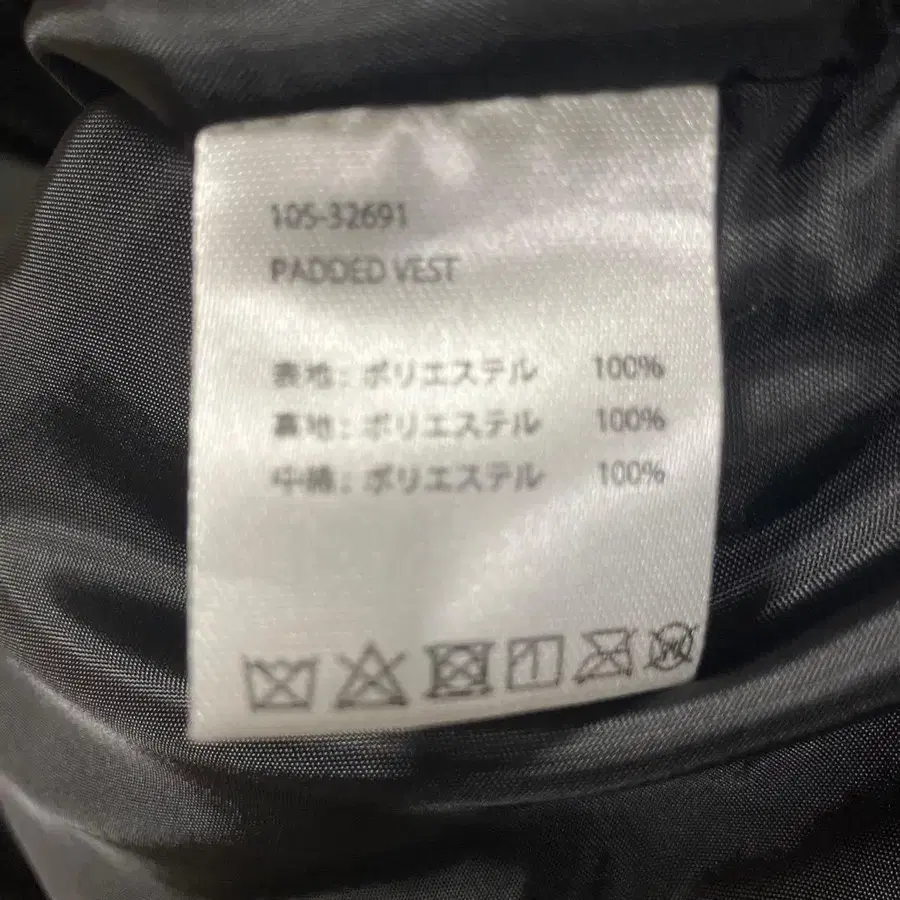 105-32691
PADDED VEST
表地：ポリエステル 100%
裏地：ポリエステル 100%
中綿：ポリエステル 100%